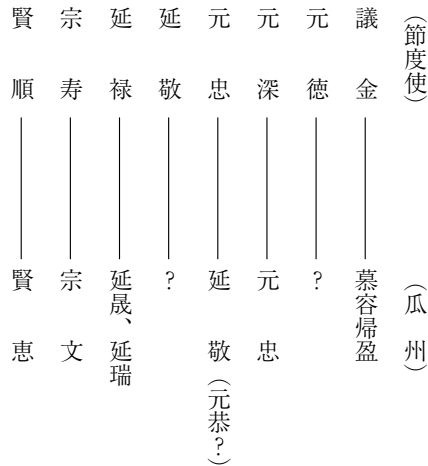 （節度使）（瓜州）
議金――慕容帰盈
元徳――？
元深――元忠
元忠――延敬（元恭？）
延敬――？
延禄――延晟、延瑞
宗寿――宗文
賢順――賢恵